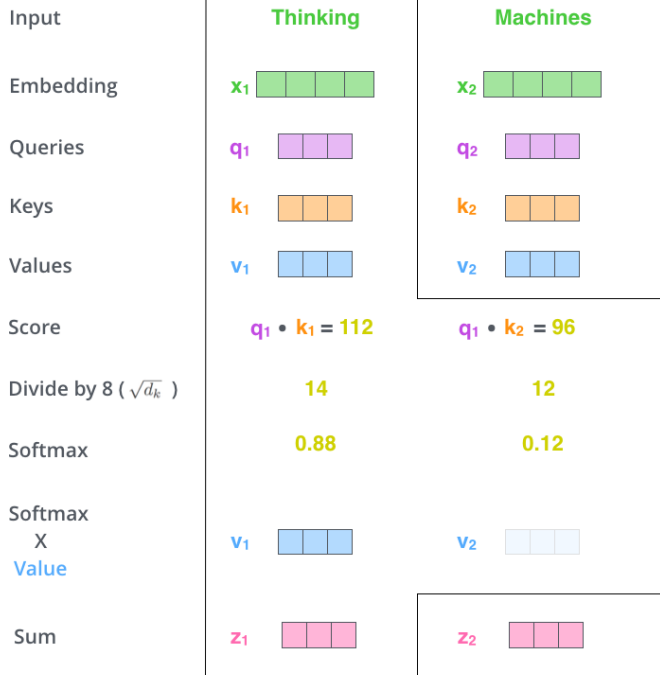 Input Thinking Machines
Embedding x₁ x₂
Queries q₁ q₂
Keys k₁ k₂
Values v₁ v₂
Score q₁ • k₁ = 112 q₁ • k₂ = 96
Divide by 8 ( √dₖ ) 14 12
Softmax 0.88 0.12
Softmax
X v₁ v₂
Value
Sum z₁ z₂